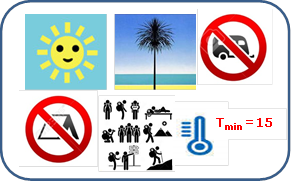 Tmin = 15